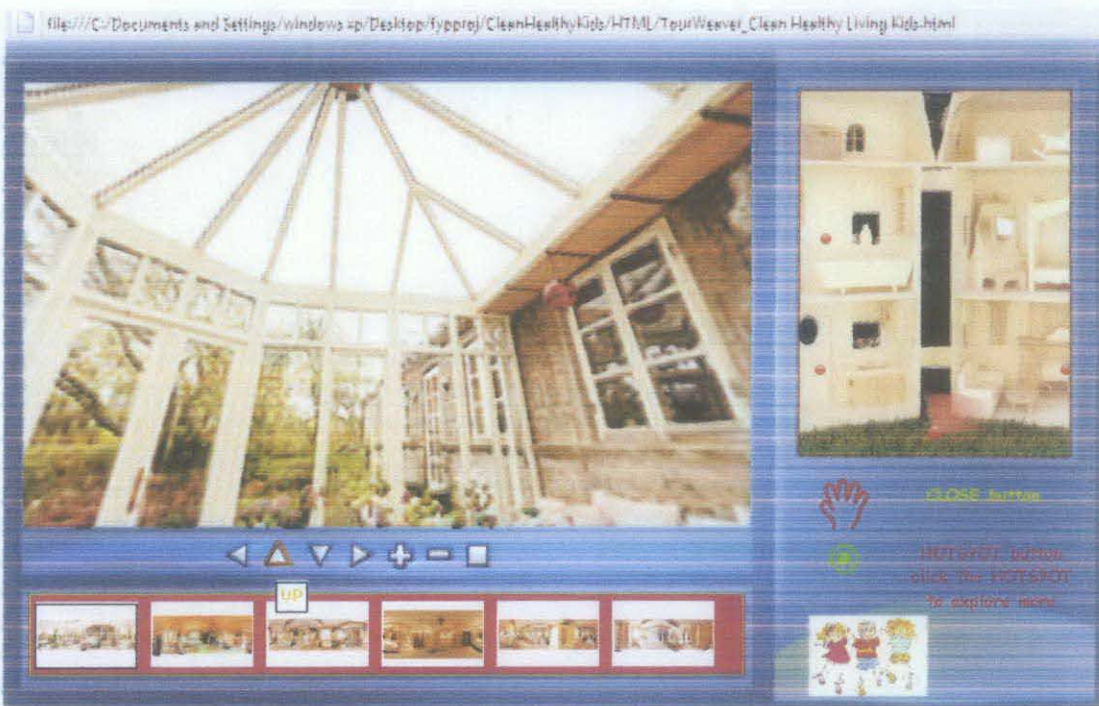 file:///C:/Documents and Settings/windows xp/Desktop/fypproj/CleanHealthyKids/HTML/TourWeaver_Clean Healthy Living Kids.html
UP
CLOSE button
HOTSPOT button
click the HOTSPOT
to explore more